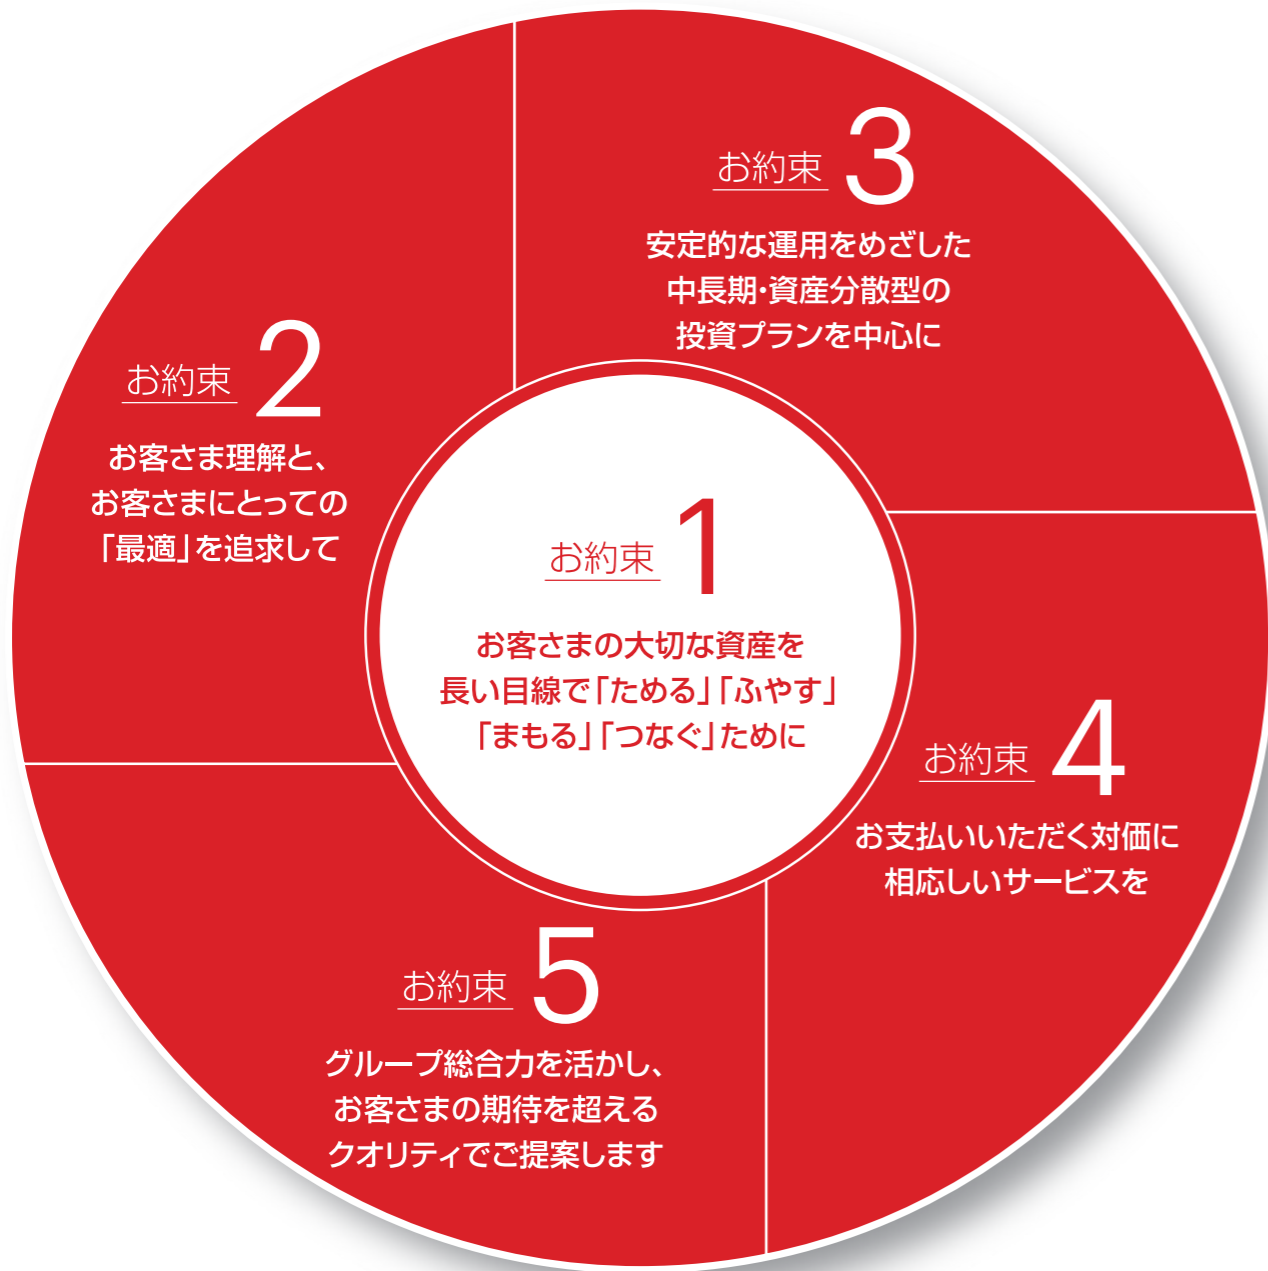 お約束 1
お客さまの大切な資産を
長い目線で「ためる」「ふやす」
「まもる」「つなぐ」ために
お約束 2
お客さま理解と、
お客さまにとっての
「最適」を追求して
お約束 3
安定的な運用をめざした
中長期・資産分散型の
投資プランを中心に
お約束 4
お支払いいただく対価に
相応しいサービスを
お約束 5
グループ総合力を活かし、
お客さまの期待を超える
クオリティでご提案します